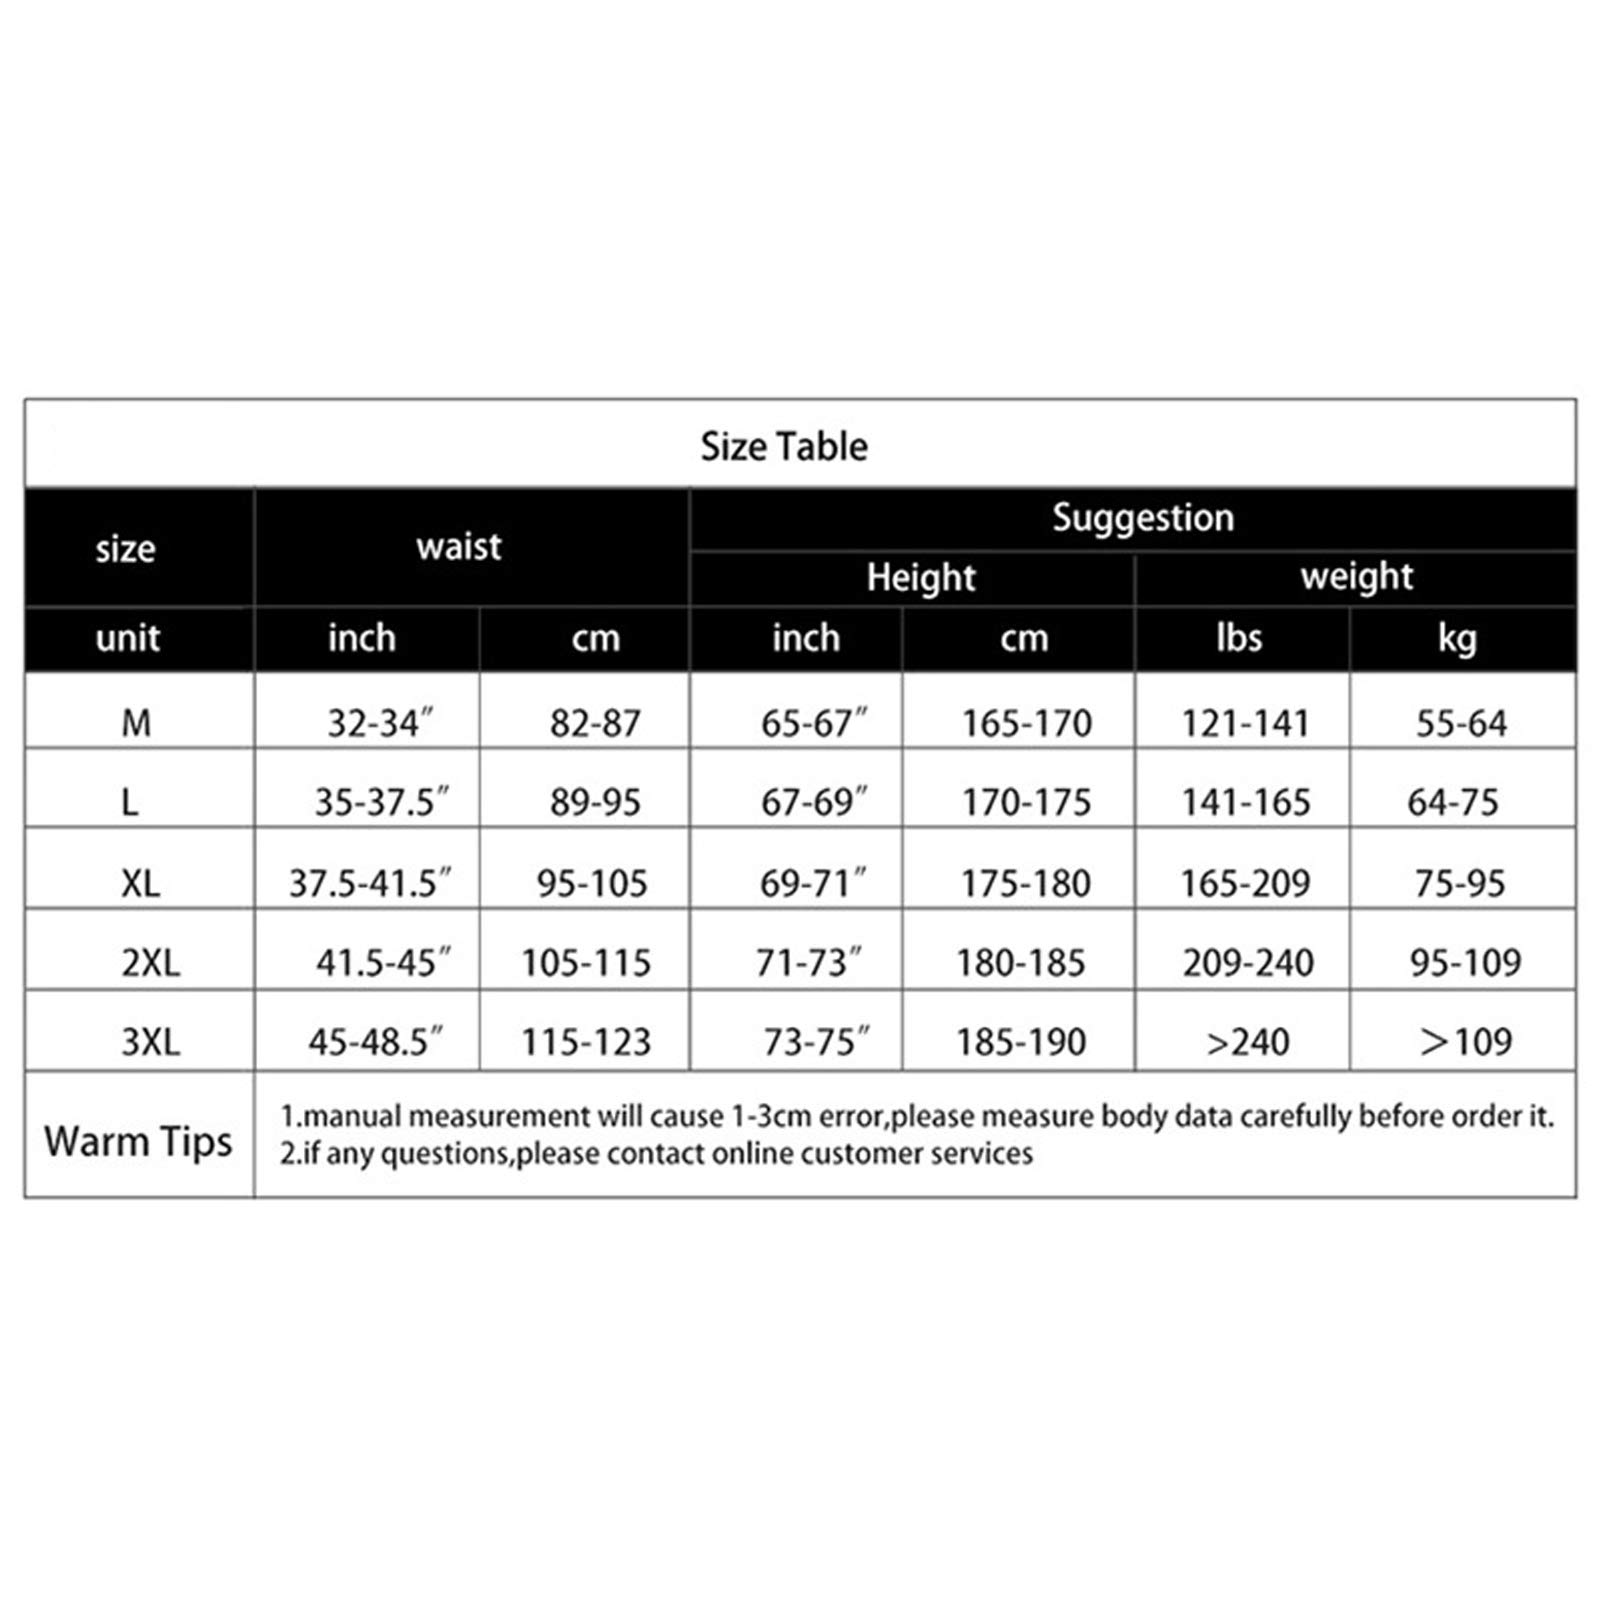 Size Table
size waist Suggestion
Height weight
unit inch cm inch cm lbs kg
M 32-34″ 82-87 65-67″ 165-170 121-141 55-64
L 35-37.5″ 89-95 67-69″ 170-175 141-165 64-75
XL 37.5-41.5″ 95-105 69-71″ 175-180 165-209 75-95
2XL 41.5-45″ 105-115 71-73″ 180-185 209-240 95-109
3XL 45-48.5″ 115-123 73-75″ 185-190 >240 >109
Warm Tips
1.manual measurement will cause 1-3cm error,please measure body data carefully before order it.
2.if any questions,please contact online customer services